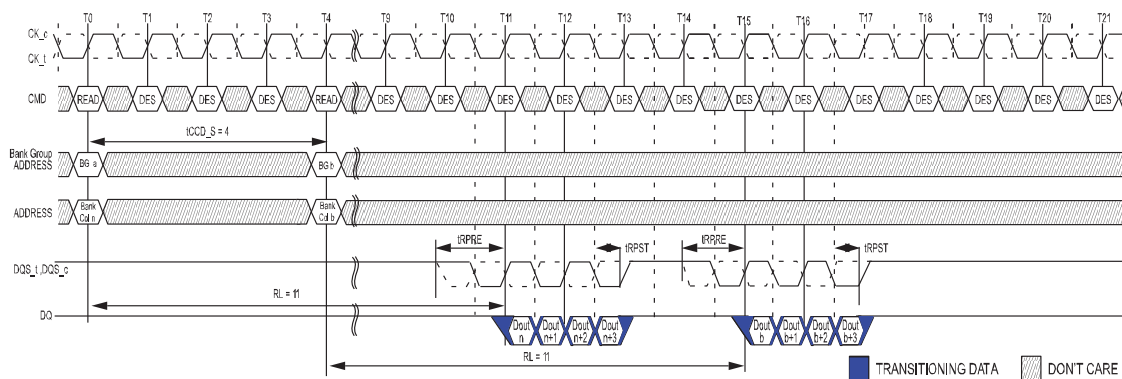 T0 T1 T2 T3 T4 T9 T10 T11 T12 T13 T14 T15 T16 T17 T18 T19 T20 T21
CK_c
CK_t
CMD READ DES DES DES READ DES DES DES DES DES DES DES DES DES DES DES DES DES
tCCD_S = 4
Bank Group
ADDRESS BG a BG b
ADDRESS Bank
Col n Bank
Col b
tRPRE tRPST tRPRE tRPST
DQS_t ,DQS_c
RL = 11
DQ Dout
n Dout
n+1 Dout
n+2 Dout
n+3 Dout
b Dout
b+1 Dout
b+2 Dout
b+3
RL = 11
TRANSITIONING DATA DON'T CARE